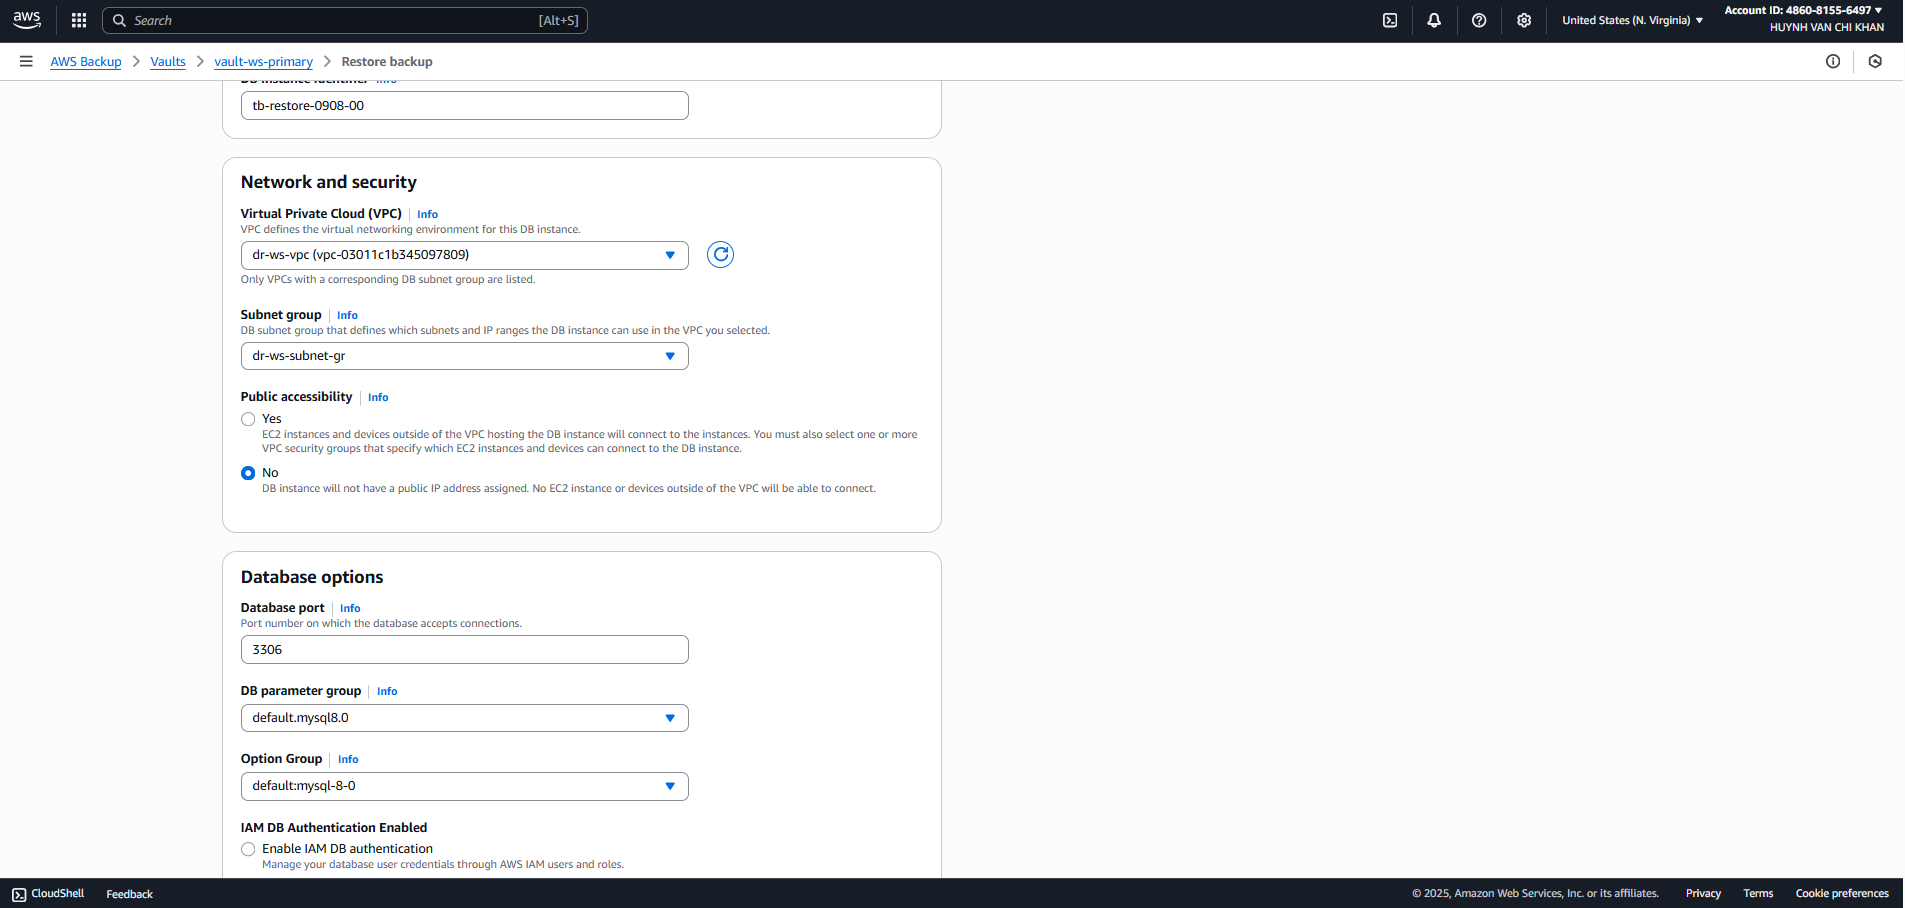 aws
Search
[Alt+S]
United States (N. Virginia)
Account ID: 4860-8155-6497
HUYNH VAN CHI KHAN
AWS Backup
Vaults
vault-ws-primary
Restore backup
DB instance identifier
Info
tb-restore-0908-00
Network and security
Virtual Private Cloud (VPC)
Info
VPC defines the virtual networking environment for this DB instance.
dr-ws-vpc (vpc-03011c1b345097809)
Only VPCs with a corresponding DB subnet group are listed.
Subnet group
Info
DB subnet group that defines which subnets and IP ranges the DB instance can use in the VPC you selected.
dr-ws-subnet-gr
Public accessibility
Info
Yes
EC2 instances and devices outside of the VPC hosting the DB instance will connect to the instances. You must also select one or more
VPC security groups that specify which EC2 instances and devices can connect to the DB instance.
No
DB instance will not have a public IP address assigned. No EC2 instance or devices outside of the VPC will be able to connect.
Database options
Database port
Info
Port number on which the database accepts connections.
3306
DB parameter group
Info
default.mysql8.0
Option Group
Info
default:mysql-8-0
IAM DB Authentication Enabled
Enable IAM DB authentication
Manage your database user credentials through AWS IAM users and roles.
CloudShell
Feedback
© 2025, Amazon Web Services, Inc. or its affiliates.
Privacy
Terms
Cookie preferences